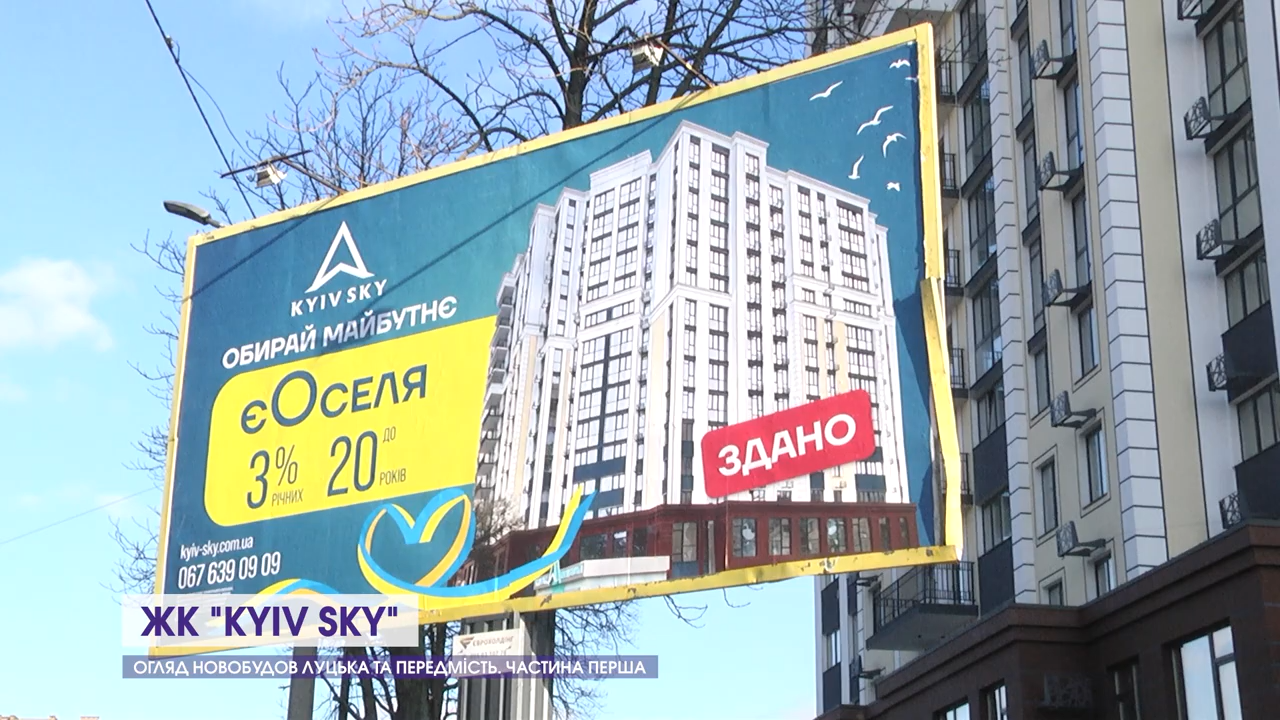 KYIV SKY
ОБИРАЙ МАЙБУТНЄ
єОселя
3% РІЧНИХ
20 ДО РОКІВ
ЗДАНО
kyiv-sky.com.ua
067 639 09 09
ЄВРОХОЛДІНГ
ЖК "KYIV SKY"
ОГЛЯД НОВОБУДОВ ЛУЦЬКА ТА ПЕРЕДМІСТЬ. ЧАСТИНА ПЕРША